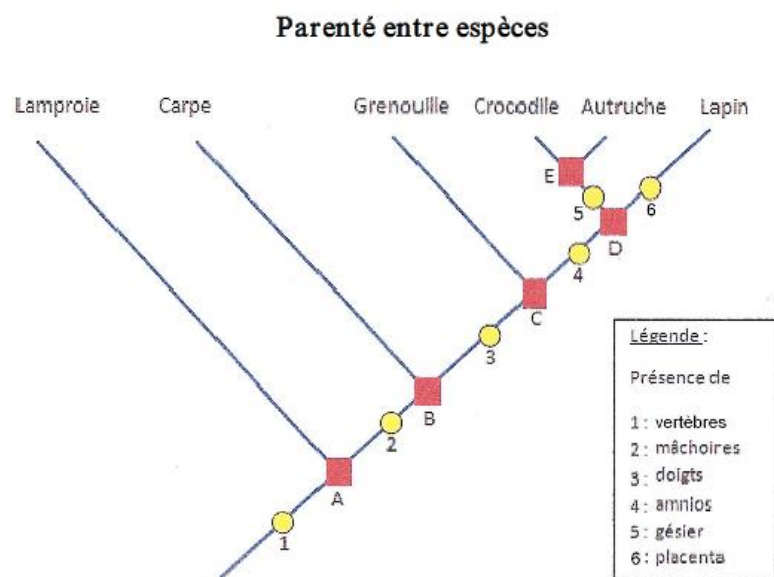 Parenté entre espèces
Lamproie Carpe Grenouille Crocodile Autruche Lapin
E
5 6
D
4
C
3
B
2
A
1
Légende :
Présence de
1 : vertèbres
2 : mâchoires
3 : doigts
4 : amnios
5 : gésier
6 : placenta